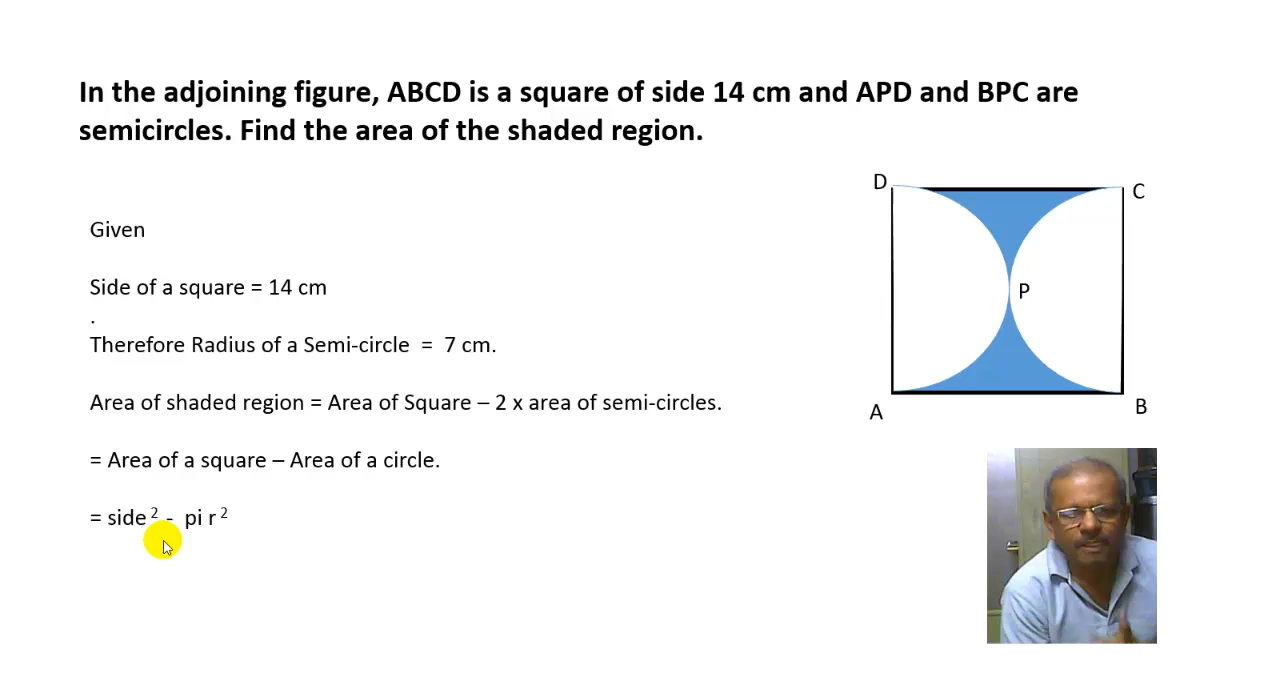 In the adjoining figure, ABCD is a square of side 14 cm and APD and BPC are
semicircles. Find the area of the shaded region.
Given
Side of a square = 14 cm
.
Therefore Radius of a Semi-circle  =  7 cm.
Area of shaded region = Area of Square – 2 x area of semi-circles.
= Area of a square – Area of a circle.
= side ² -  pi r ²
D
C
P
A
B